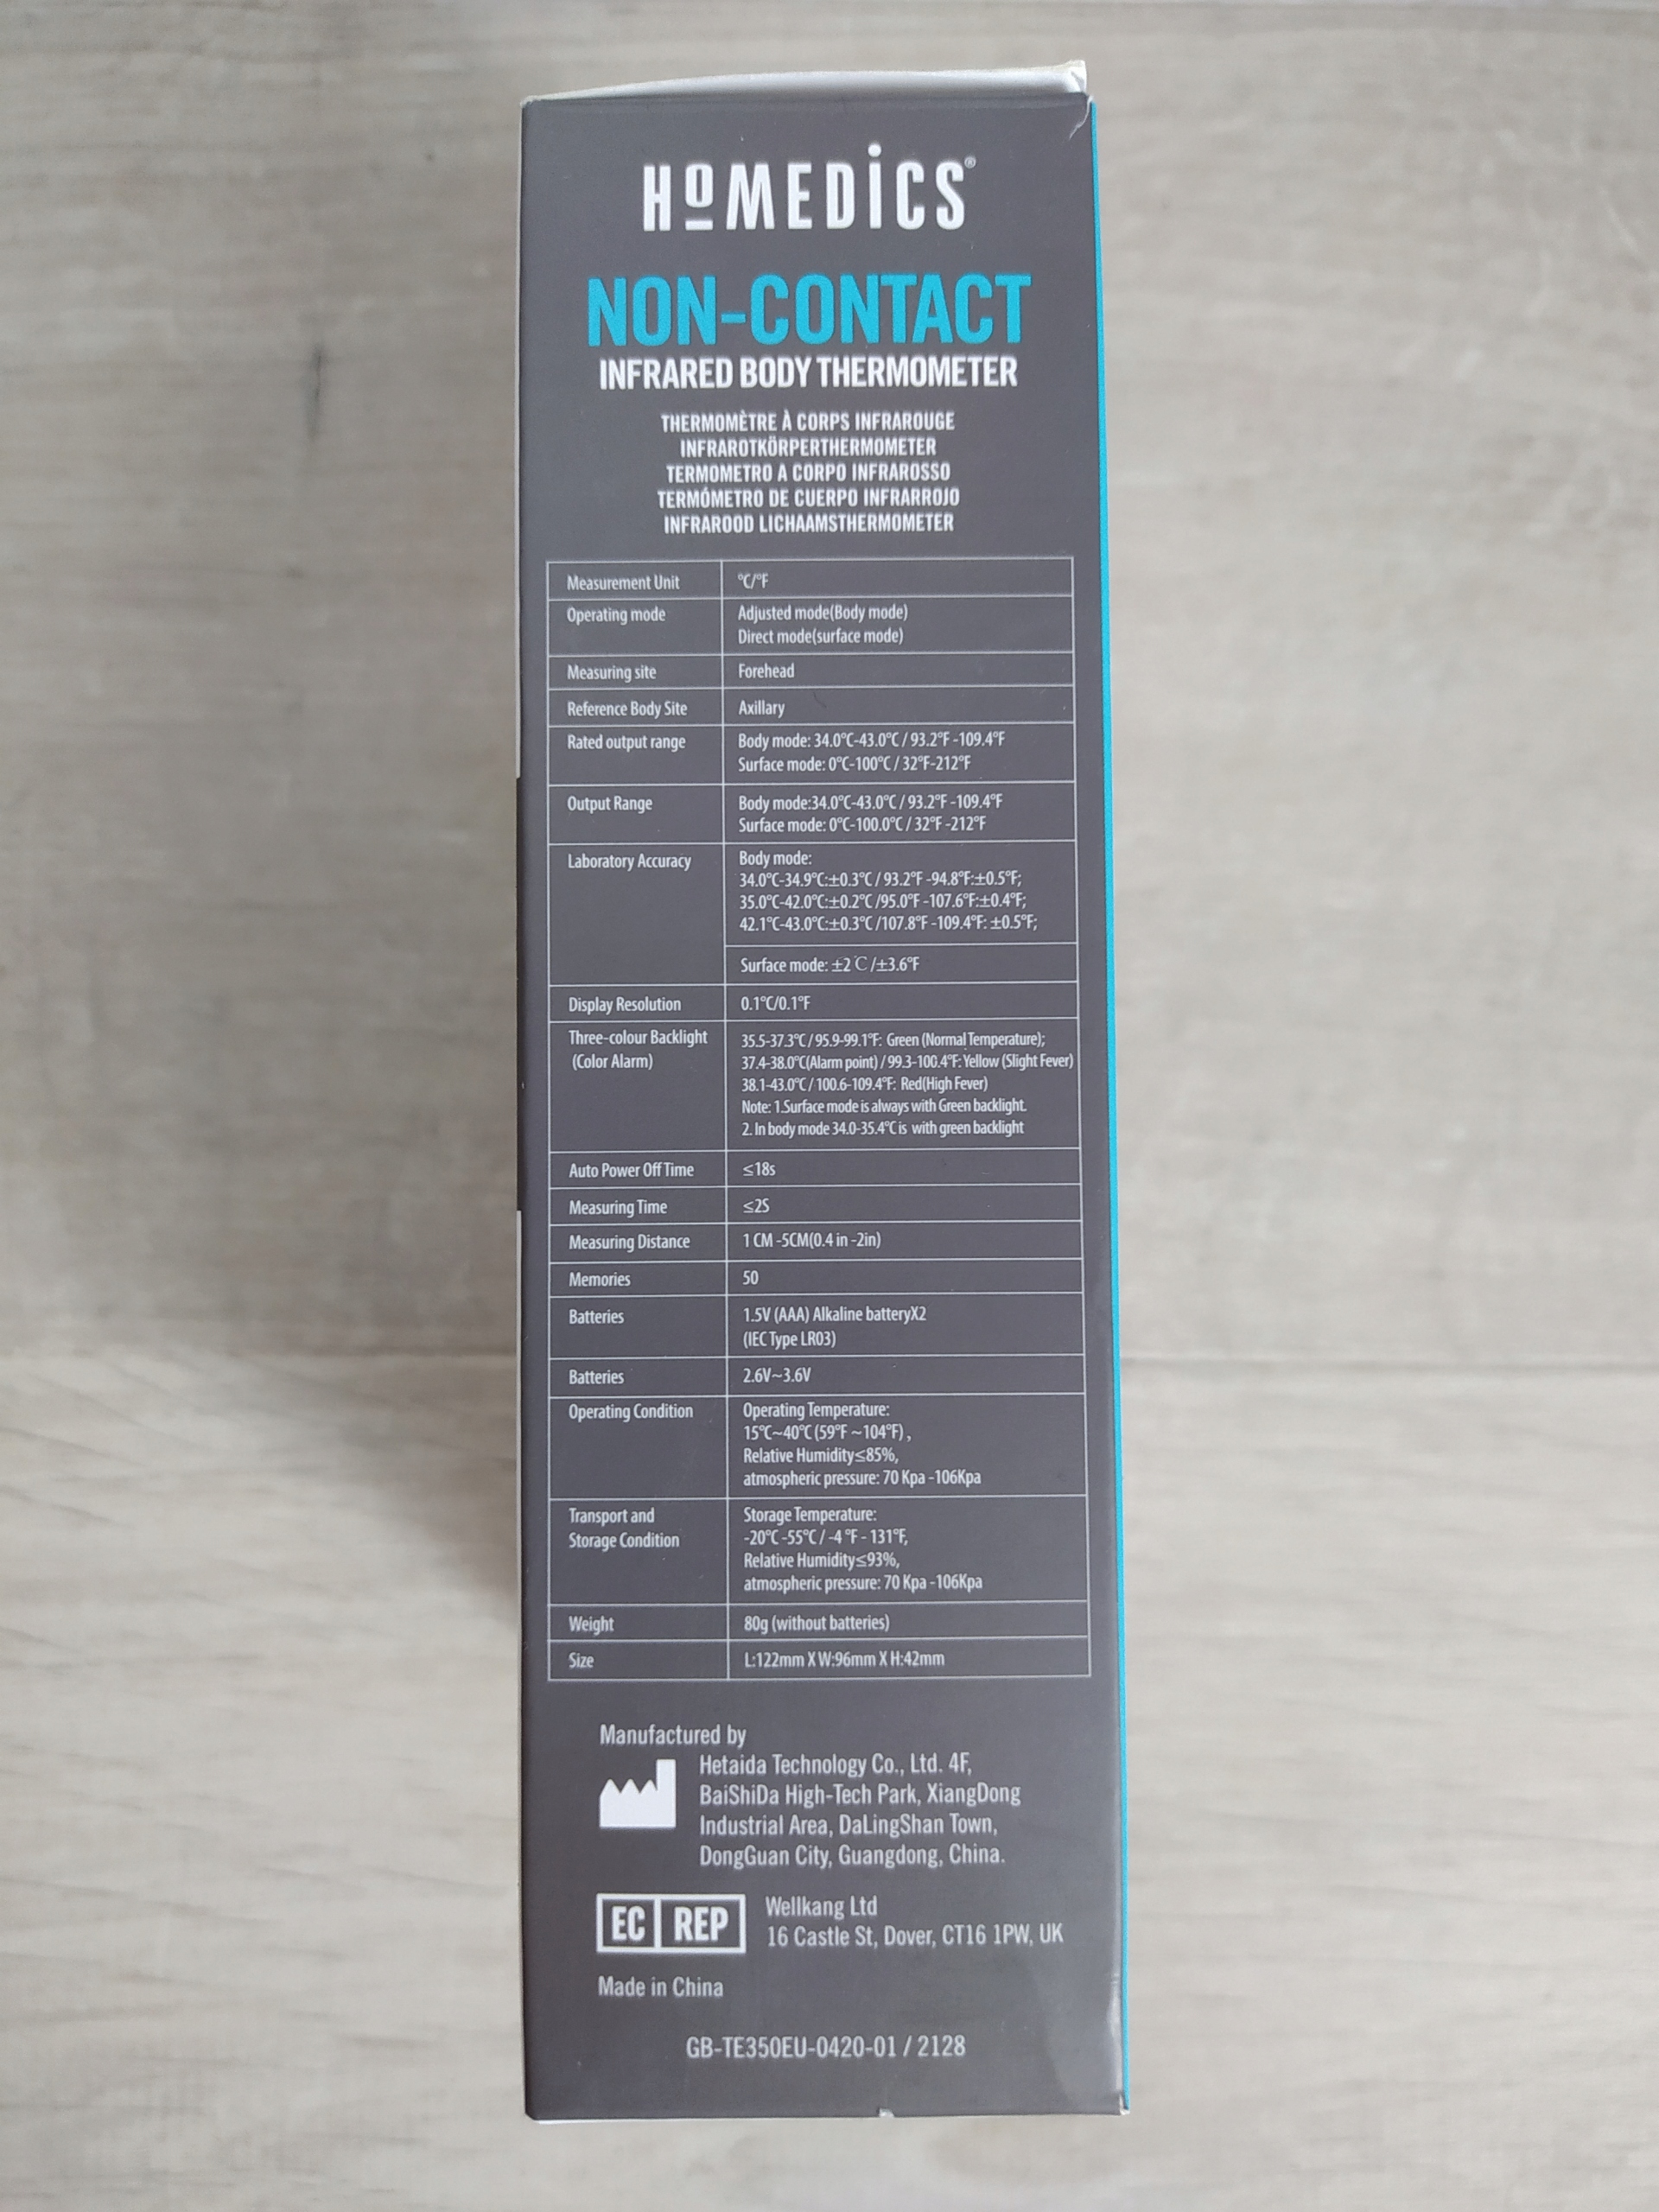 HOMEDICS®
NON-CONTACT
INFRARED BODY THERMOMETER
THERMOMÈTRE À CORPS INFRAROUGE
INFRAROTKÖRPERTHERMOMETER
TERMOMETRO A CORPO INFRAROSSO
TERMÓMETRO DE CUERPO INFRARROJO
INFRAROOD LICHAAMSTHERMOMETER
Measurement Unit °C/°F
Operating mode Adjusted mode(Body mode)
Direct mode(surface mode)
Measuring site Forehead
Reference Body Site Axillary
Rated output range Body mode: 34.0°C-43.0°C / 93.2°F -109.4°F
Surface mode: 0°C-100°C / 32°F-212°F
Output Range Body mode:34.0°C-43.0°C / 93.2°F -109.4°F
Surface mode: 0°C-100.0°C / 32°F -212°F
Laboratory Accuracy Body mode:
34.0°C-34.9°C:±0.3°C / 93.2°F -94.8°F:±0.5°F;
35.0°C-42.0°C:±0.2°C /95.0°F -107.6°F:±0.4°F;
42.1°C-43.0°C:±0.3°C /107.8°F -109.4°F: ±0.5°F;
Surface mode: ±2℃ /±3.6°F
Display Resolution 0.1°C/0.1°F
Three-colour Backlight 35.5-37.3°C / 95.9-99.1°F: Green (Normal Temperature);
(Color Alarm) 37.4-38.0°C(Alarm point) / 99.3-100.4°F: Yellow (Slight Fever)
38.1-43.0°C / 100.6-109.4°F: Red(High Fever)
Note: 1.Surface mode is always with Green backlight.
2. In body mode 34.0-35.4°C is with green backlight
Auto Power Off Time ≤18s
Measuring Time ≤2S
Measuring Distance 1 CM -5CM(0.4 in -2in)
Memories 50
Batteries 1.5V (AAA) Alkaline batteryX2
(IEC Type LR03)
Batteries 2.6V~3.6V
Operating Condition Operating Temperature:
15°C~40°C (59°F ~104°F) ,
Relative Humidity≤85%,
atmospheric pressure: 70 Kpa -106Kpa
Transport and Storage Temperature:
Storage Condition -20°C -55°C / -4 °F - 131°F,
Relative Humidity≤93%,
atmospheric pressure: 70 Kpa -106Kpa
Weight 80g (without batteries)
Size L:122mm X W:96mm X H:42mm
Manufactured by
Hetaida Technology Co., Ltd. 4F,
BaiShiDa High-Tech Park, XiangDong
Industrial Area, DaLingShan Town,
DongGuan City, Guangdong, China.
EC REP Wellkang Ltd
16 Castle St, Dover, CT16 1PW, UK
Made in China
GB-TE350EU-0420-01 / 2128